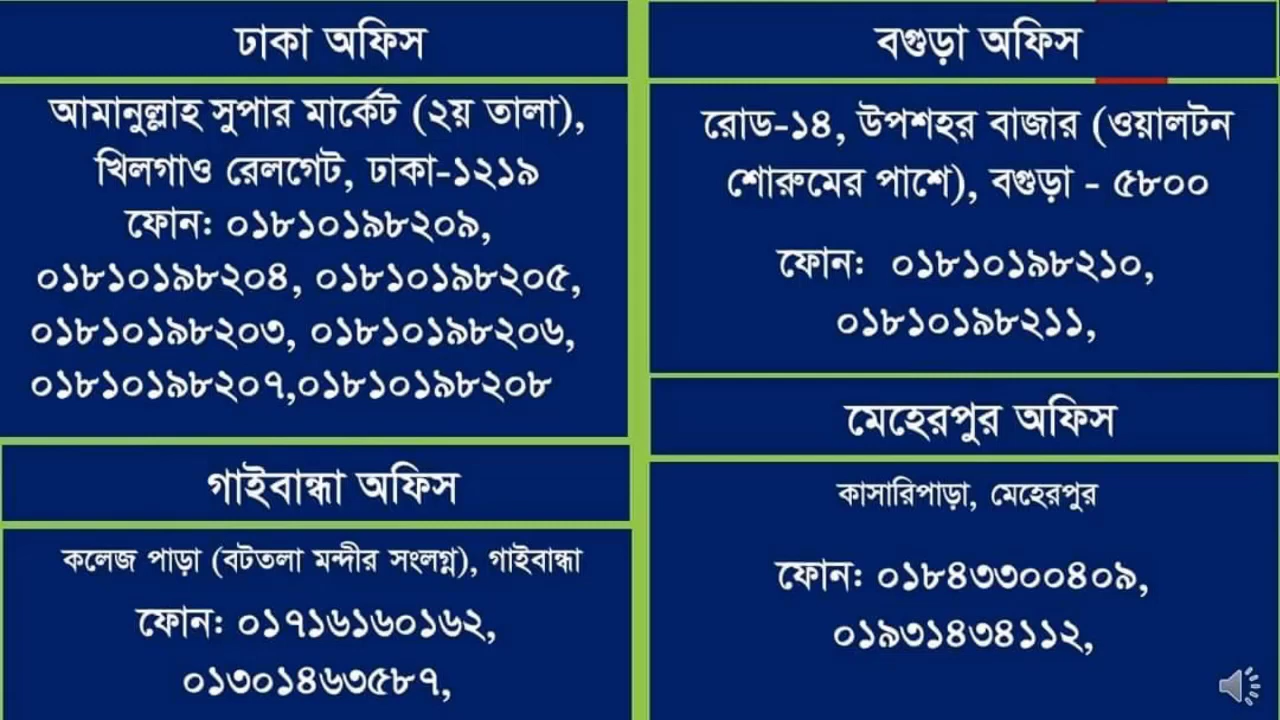 ঢাকা অফিস
আমানুল্লাহ সুপার মার্কেট (২য় তালা),
খিলগাও রেলগেট, ঢাকা-১২১৯
ফোনঃ ০১৮১০১৯৮২০৯,
০১৮১০১৯৮২০৪, ০১৮১০১৯৮২০৫,
০১৮১০১৯৮২০৩, ০১৮১০১৯৮২০৬,
০১৮১০১৯৮২০৭,০১৮১০১৯৮২০৮
গাইবান্ধা অফিস
কলেজ পাড়া (বটতলা মন্দীর সংলগ্ন), গাইবান্ধা
ফোনঃ ০১৭১৬১৬০১৬২,
০১৩০১৪৬৩৫৮৭,
বগুড়া অফিস
রোড-১৪, উপশহর বাজার (ওয়ালটন
শোরুমের পাশে), বগুড়া - ৫৮০০
ফোনঃ ০১৮১০১৯৮২১০,
০১৮১০১৯৮২১১,
মেহেরপুর অফিস
কাসারিপাড়া, মেহেরপুর
ফোনঃ ০১৮৪৩৩০০৪০৯,
০১৯৩১৪৩৪১১২,